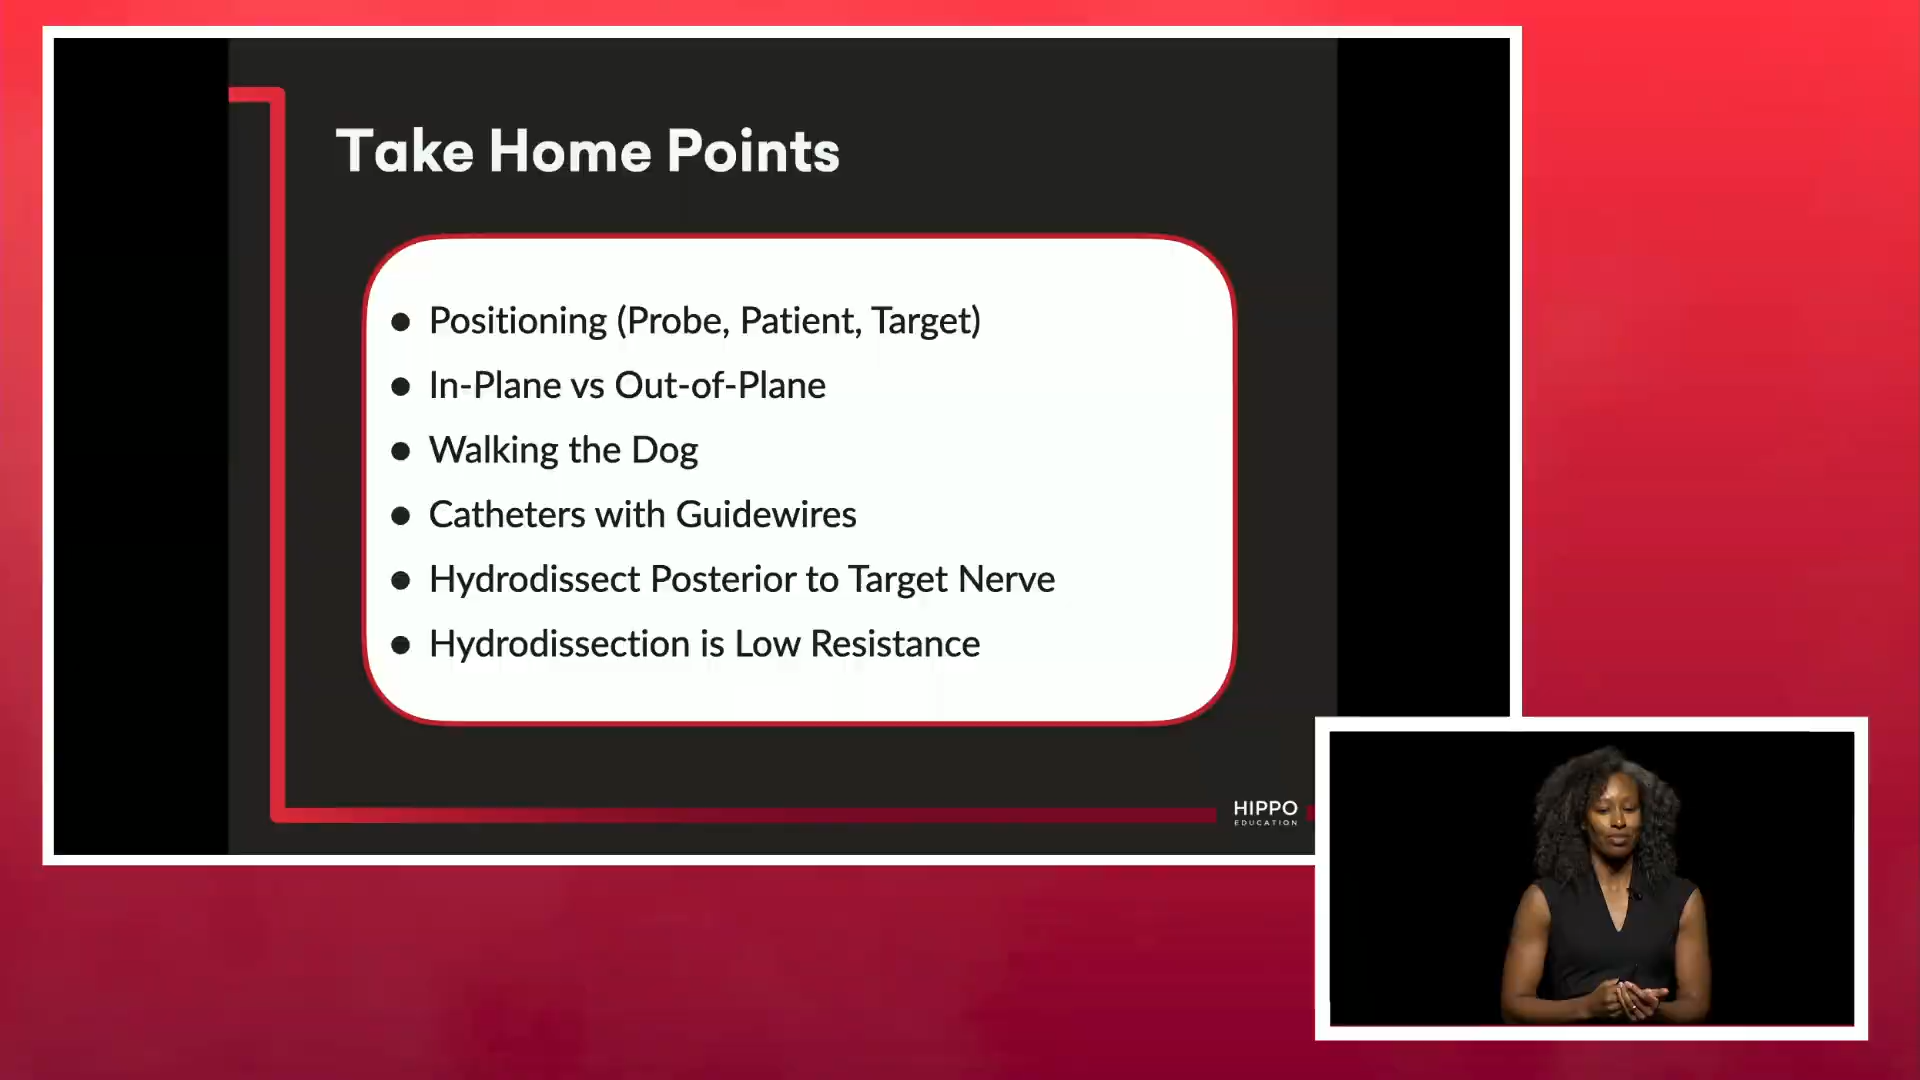 Take Home Points
● Positioning (Probe, Patient, Target)
● In-Plane vs Out-of-Plane
● Walking the Dog
● Catheters with Guidewires
● Hydrodissect Posterior to Target Nerve
● Hydrodissection is Low Resistance
HIPPO
EDUCATION